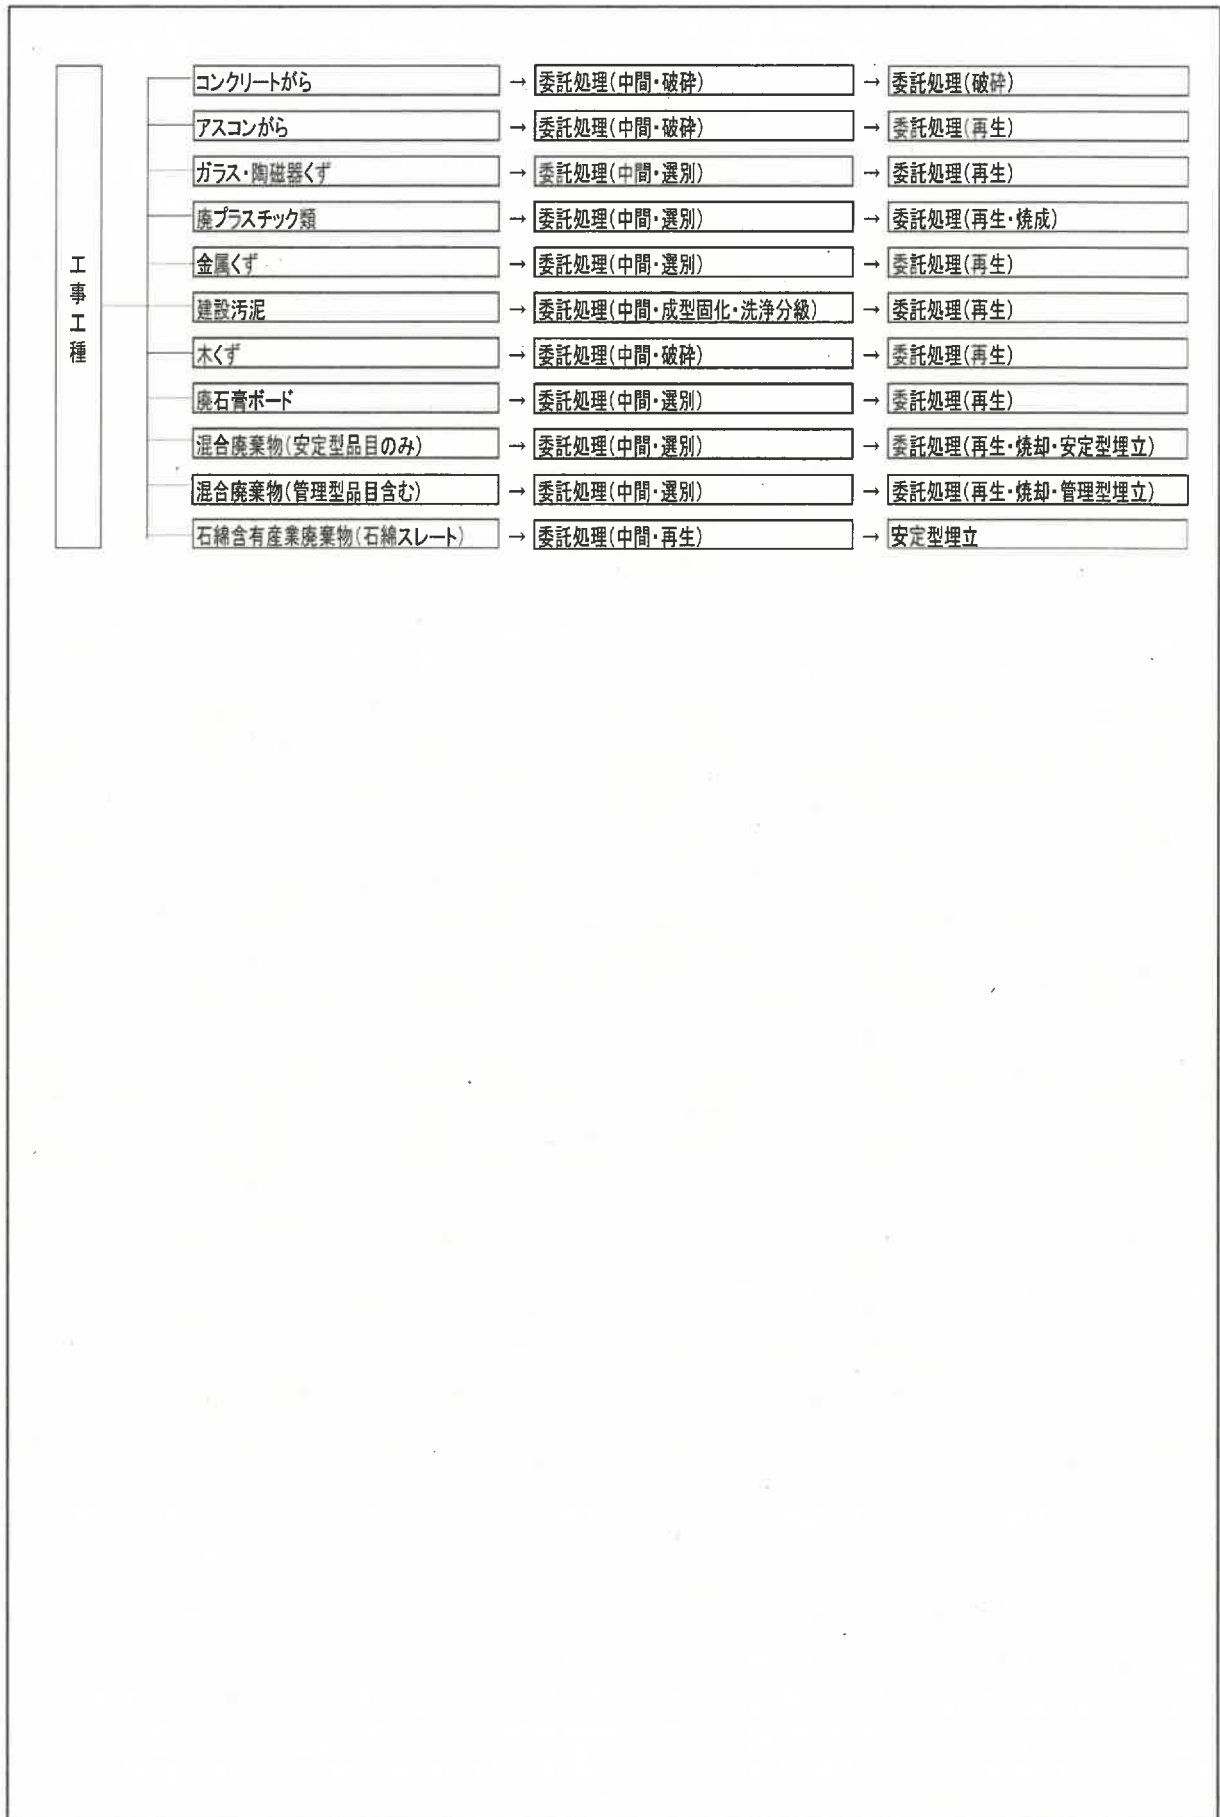 工事工種
コンクリートがら → 委託処理(中間・破砕) → 委託処理(破砕)
アスコンがら → 委託処理(中間・破砕) → 委託処理(再生)
ガラス・陶磁器くず → 委託処理(中間・選別) → 委託処理(再生)
廃プラスチック類 → 委託処理(中間・選別) → 委託処理(再生・焼成)
金属くず → 委託処理(中間・選別) → 委託処理(再生)
建設汚泥 → 委託処理(中間・成型固化・洗浄分級) → 委託処理(再生)
木くず → 委託処理(中間・破砕) → 委託処理(再生)
廃石膏ボード → 委託処理(中間・選別) → 委託処理(再生)
混合廃棄物(安定型品目のみ) → 委託処理(中間・選別) → 委託処理(再生・焼却・安定型埋立)
混合廃棄物(管理型品目含む) → 委託処理(中間・選別) → 委託処理(再生・焼却・管理型埋立)
石綿含有産業廃棄物(石綿スレート) → 委託処理(中間・再生) → 安定型埋立